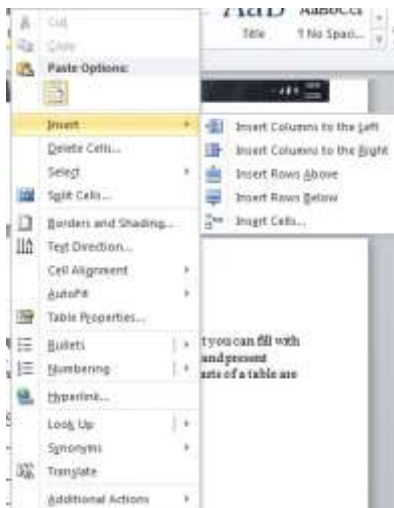 Cut
Copy
Paste Options:
Insert
Delete Cells...
Select
Split Cells...
Borders and Shading...
Text Direction...
Cell Alignment
AutoFit
Table Properties...
Bullets
Numbering
Hyperlink...
Look Up
Synonyms
Translate
Additional Actions
Insert Columns to the Left
Insert Columns to the Right
Insert Rows Above
Insert Rows Below
Insert Cells...
Title
1 No Spaci...
t you can fill with
and present
arts of a table are